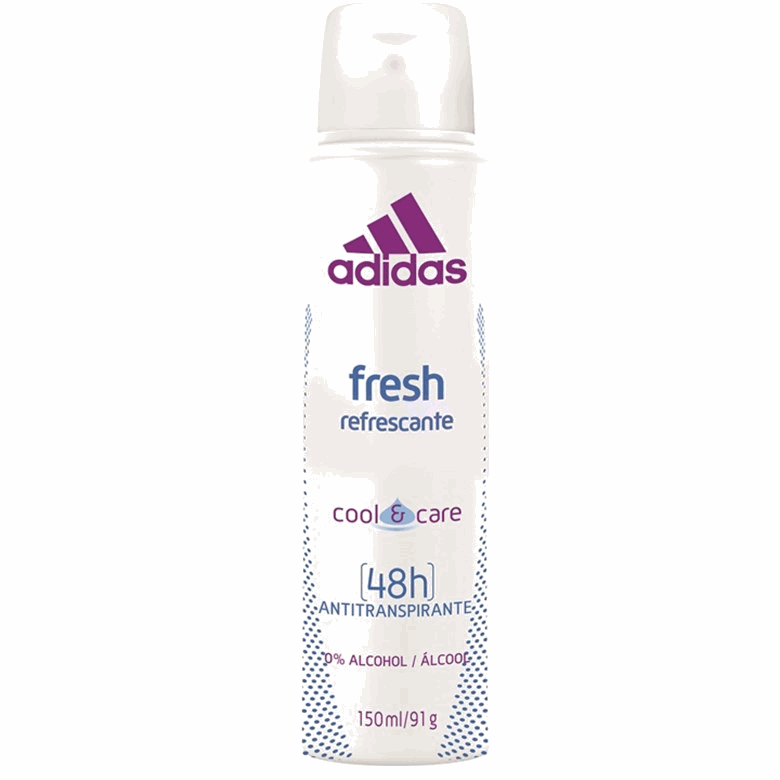 adidas
fresh
refrescante
cool & care
[48h]
ANTITRANSPIRANTE
0% ALCOHOL / ÁLCOOL
150ml/91g